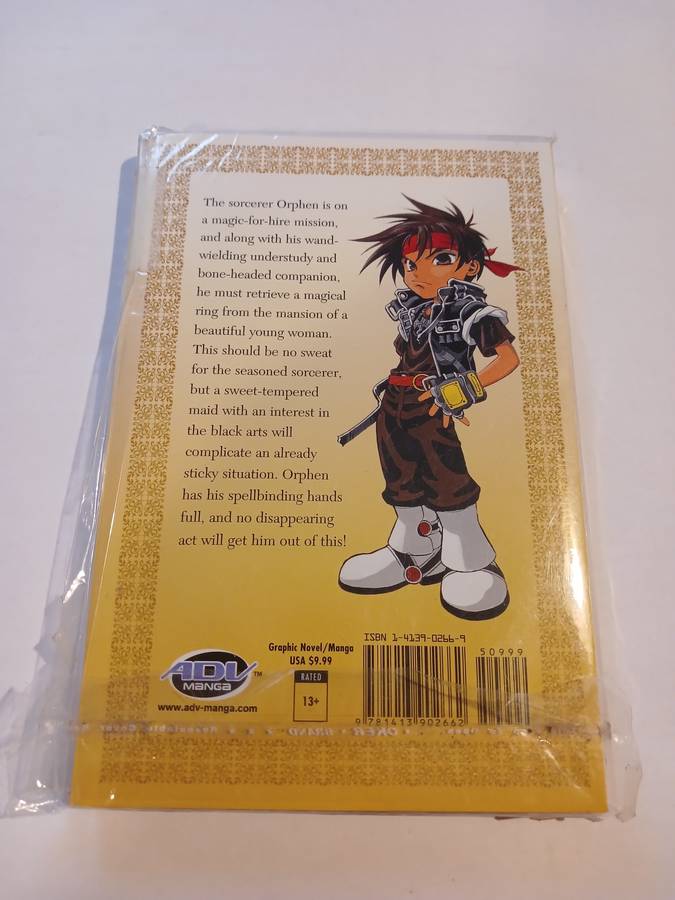 The sorcerer Orphen is on
a magic-for-hire mission,
and along with his wand-
wielding understudy and
bone-headed companion,
he must retrieve a magical
ring from the mansion of a
beautiful young woman.
This should be no sweat
for the seasoned sorcerer,
but a sweet-tempered
maid with an interest in
the black arts will
complicate an already
sticky situation. Orphen
has his spellbinding hands
full, and no disappearing
act will get him out of this!
ADV™
MANGA
www.adv-manga.com
Graphic Novel/Manga
USA $9.99
RATED
13+
ISBN 1-4139-0266-9
50999
9 781413 902662